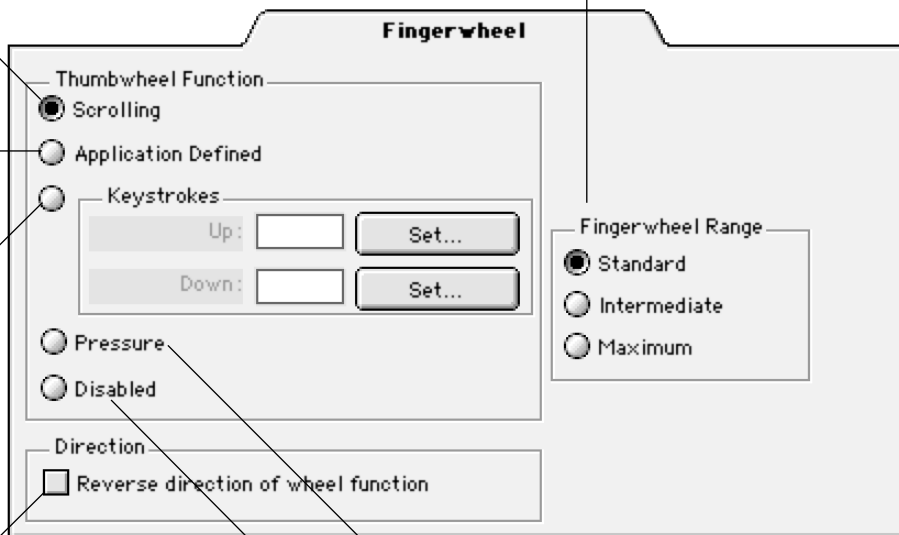 Fingerwheel
Thumbwheel Function
Scrolling
Application Defined
Keystrokes
Up:
Set...
Down:
Set...
Pressure
Disabled
Fingerwheel Range
Standard
Intermediate
Maximum
Direction
Reverse direction of wheel function